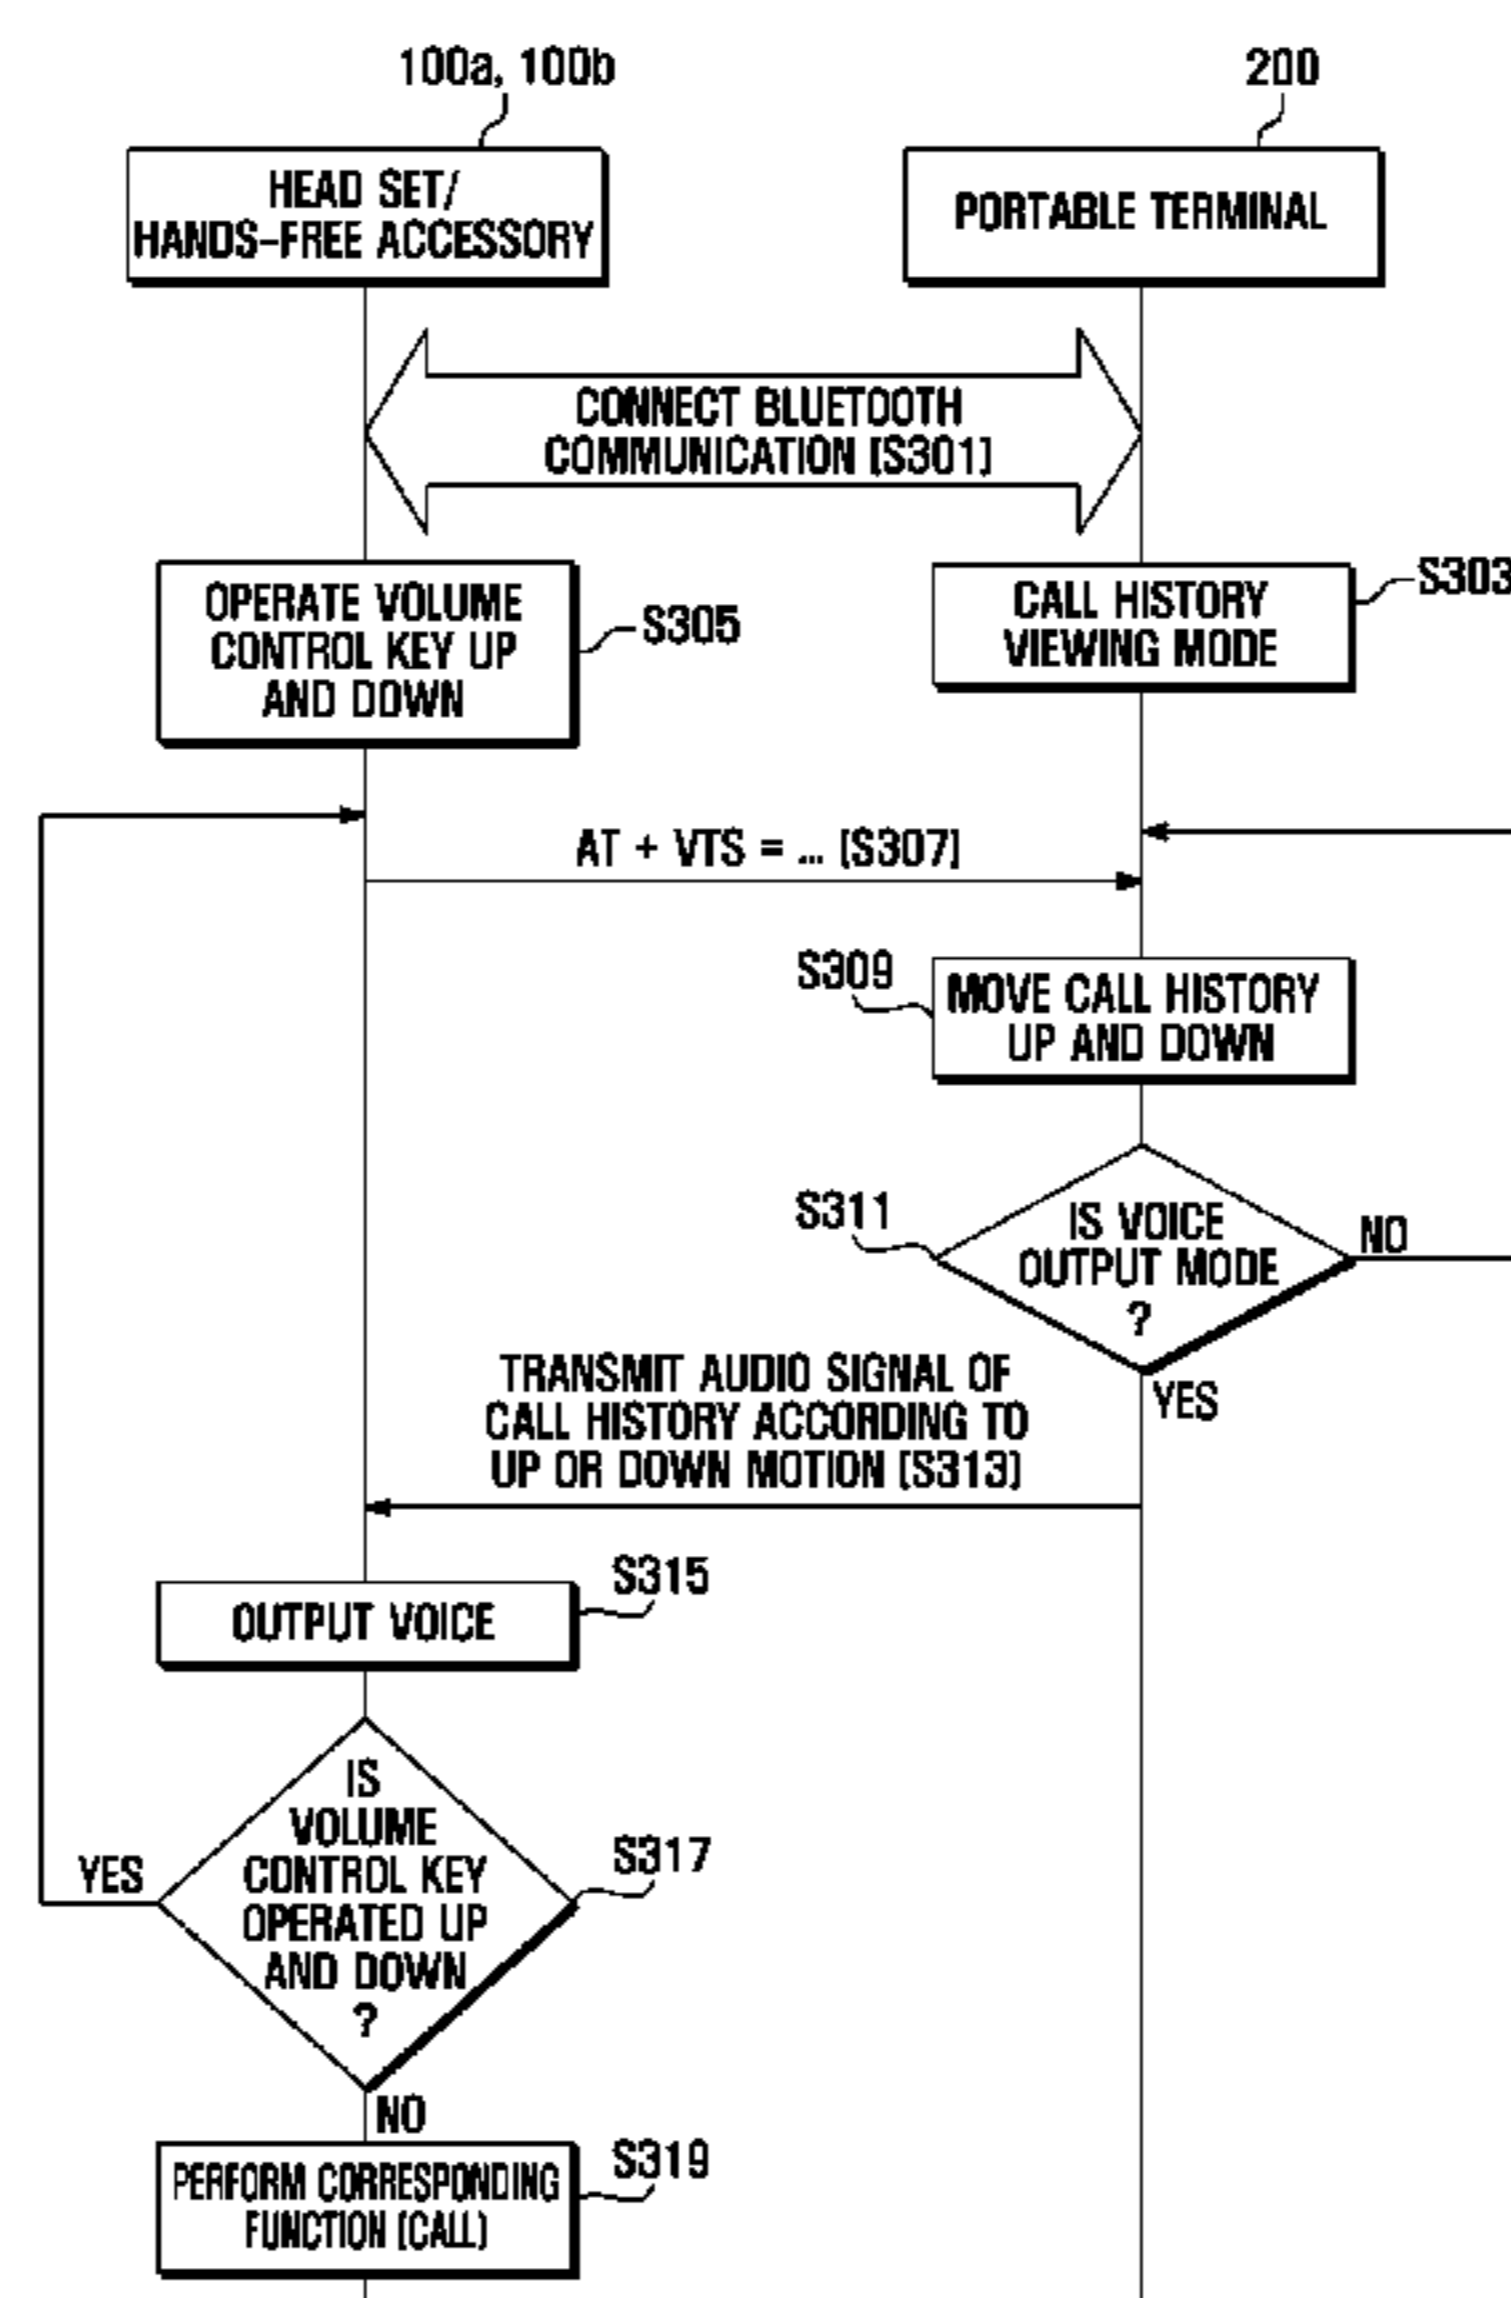 100a, 100b
200
HEAD SET/
HANDS-FREE ACCESSORY
PORTABLE TERMINAL
CONNECT BLUETOOTH
COMMUNICATION [S301]
OPERATE VOLUME
CONTROL KEY UP
AND DOWN
S305
CALL HISTORY
VIEWING MODE
S303
AT + VTS = ... [S307]
S309
MOVE CALL HISTORY
UP AND DOWN
S311
IS VOICE
OUTPUT MODE
?
NO
YES
TRANSMIT AUDIO SIGNAL OF
CALL HISTORY ACCORDING TO
UP OR DOWN MOTION [S313]
S315
OUTPUT VOICE
IS
VOLUME
CONTROL KEY
OPERATED UP
AND DOWN
?
YES
S317
NO
S319
PERFORM CORRESPONDING
FUNCTION (CALL)